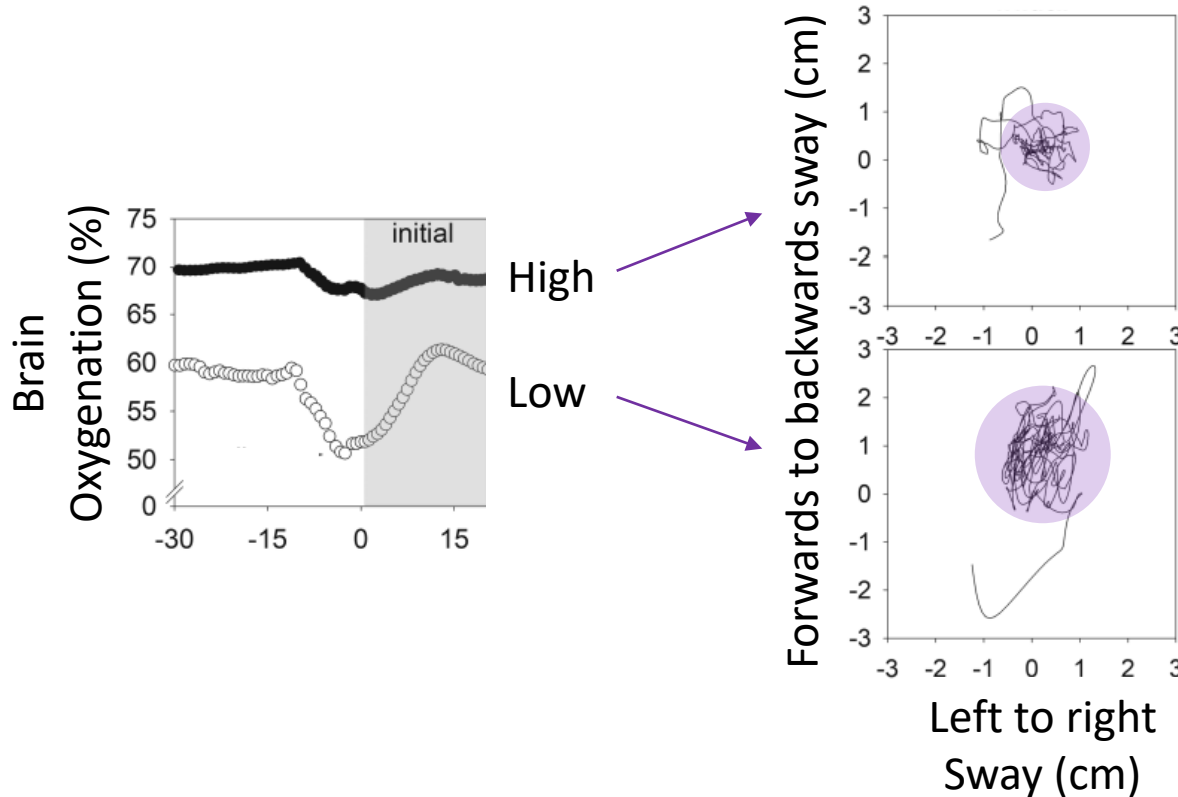 Brain
Oxygenation (%)
75
70
65
60
55
50
0
-30 -15 0 15
initial
High
Low
Forwards to backwards sway (cm)
3
2
1
0
-1
-2
-3
-3 -2 -1 0 1 2 3
3
2
1
0
-1
-2
-3
-3 -2 -1 0 1 2 3
Left to right
Sway (cm)